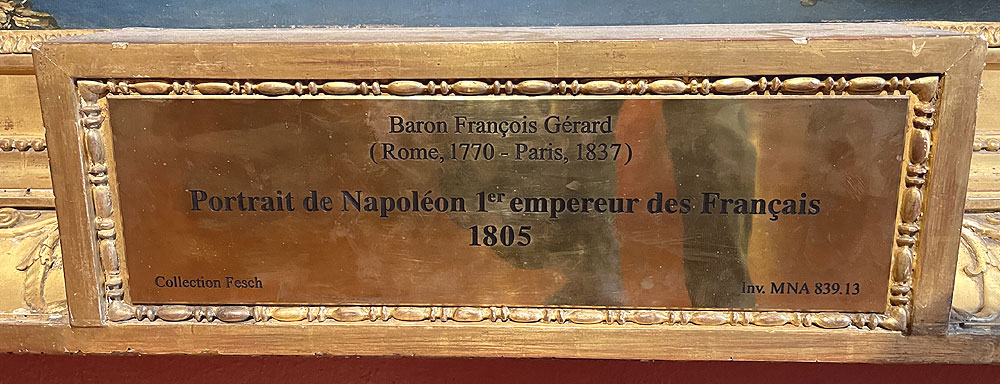 Baron François Gérard
(Rome, 1770 - Paris, 1837)
Portrait de Napoléon 1er empereur des Français
1805
Collection Fesch
Inv. MNA 839.13